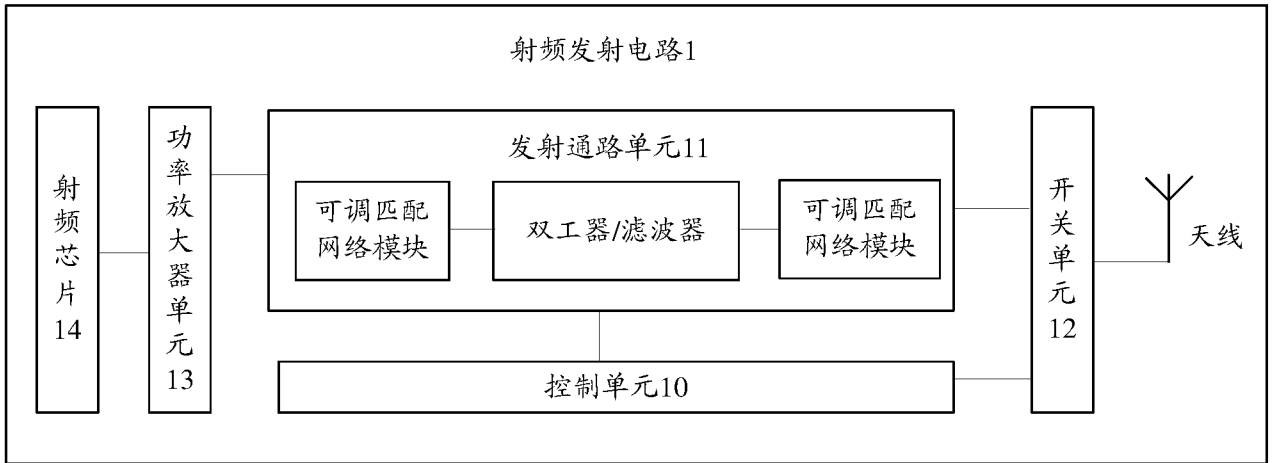 射频发射电路1
射频芯片14
功率放大器单元13
发射通路单元11
可调匹配
网络模块
双工器/滤波器
可调匹配
网络模块
控制单元10
开关单元12
天线